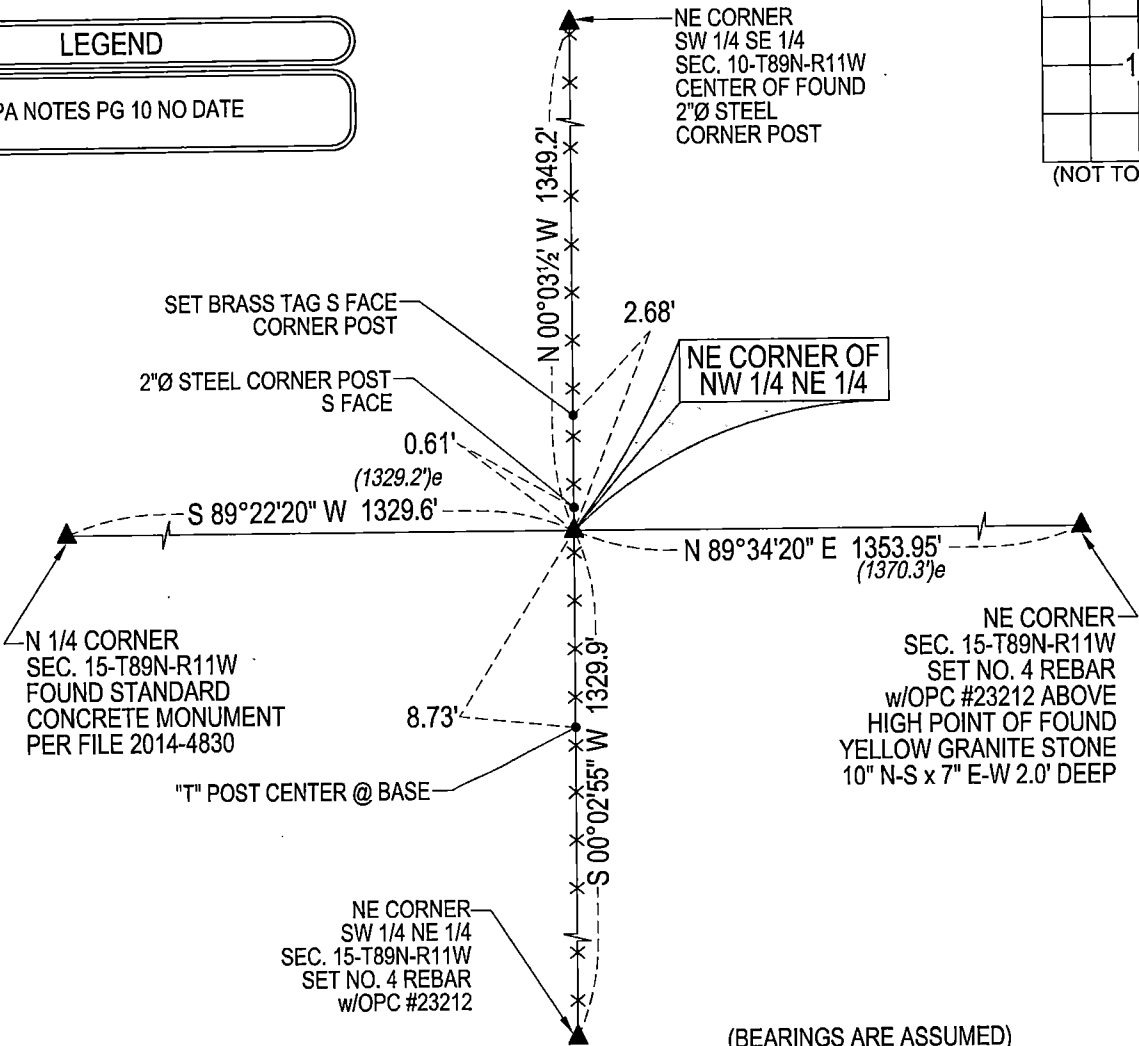 LEGEND
PA NOTES PG 10 NO DATE
NE CORNER
SW 1/4 SE 1/4
SEC. 10-T89N-R11W
CENTER OF FOUND
2"Ø STEEL
CORNER POST
1
(NOT TO
N 00°03½' W 1349.2'
SET BRASS TAG S FACE
CORNER POST
2.68'
2"Ø STEEL CORNER POST
S FACE
NE CORNER OF
NW 1/4 NE 1/4
0.61'
(1329.2')e
S 89°22'20" W 1329.6'
N 89°34'20" E 1353.95'
(1370.3')e
N 1/4 CORNER
SEC. 15-T89N-R11W
FOUND STANDARD
CONCRETE MONUMENT
PER FILE 2014-4830
NE CORNER
SEC. 15-T89N-R11W
SET NO. 4 REBAR
w/OPC #23212 ABOVE
HIGH POINT OF FOUND
YELLOW GRANITE STONE
10" N-S x 7" E-W 2.0' DEEP
8.73'
S 00°02'55" W 1329.9'
"T" POST CENTER @ BASE
NE CORNER
SW 1/4 NE 1/4
SEC. 15-T89N-R11W
SET NO. 4 REBAR
w/OPC #23212
(BEARINGS ARE ASSUMED)